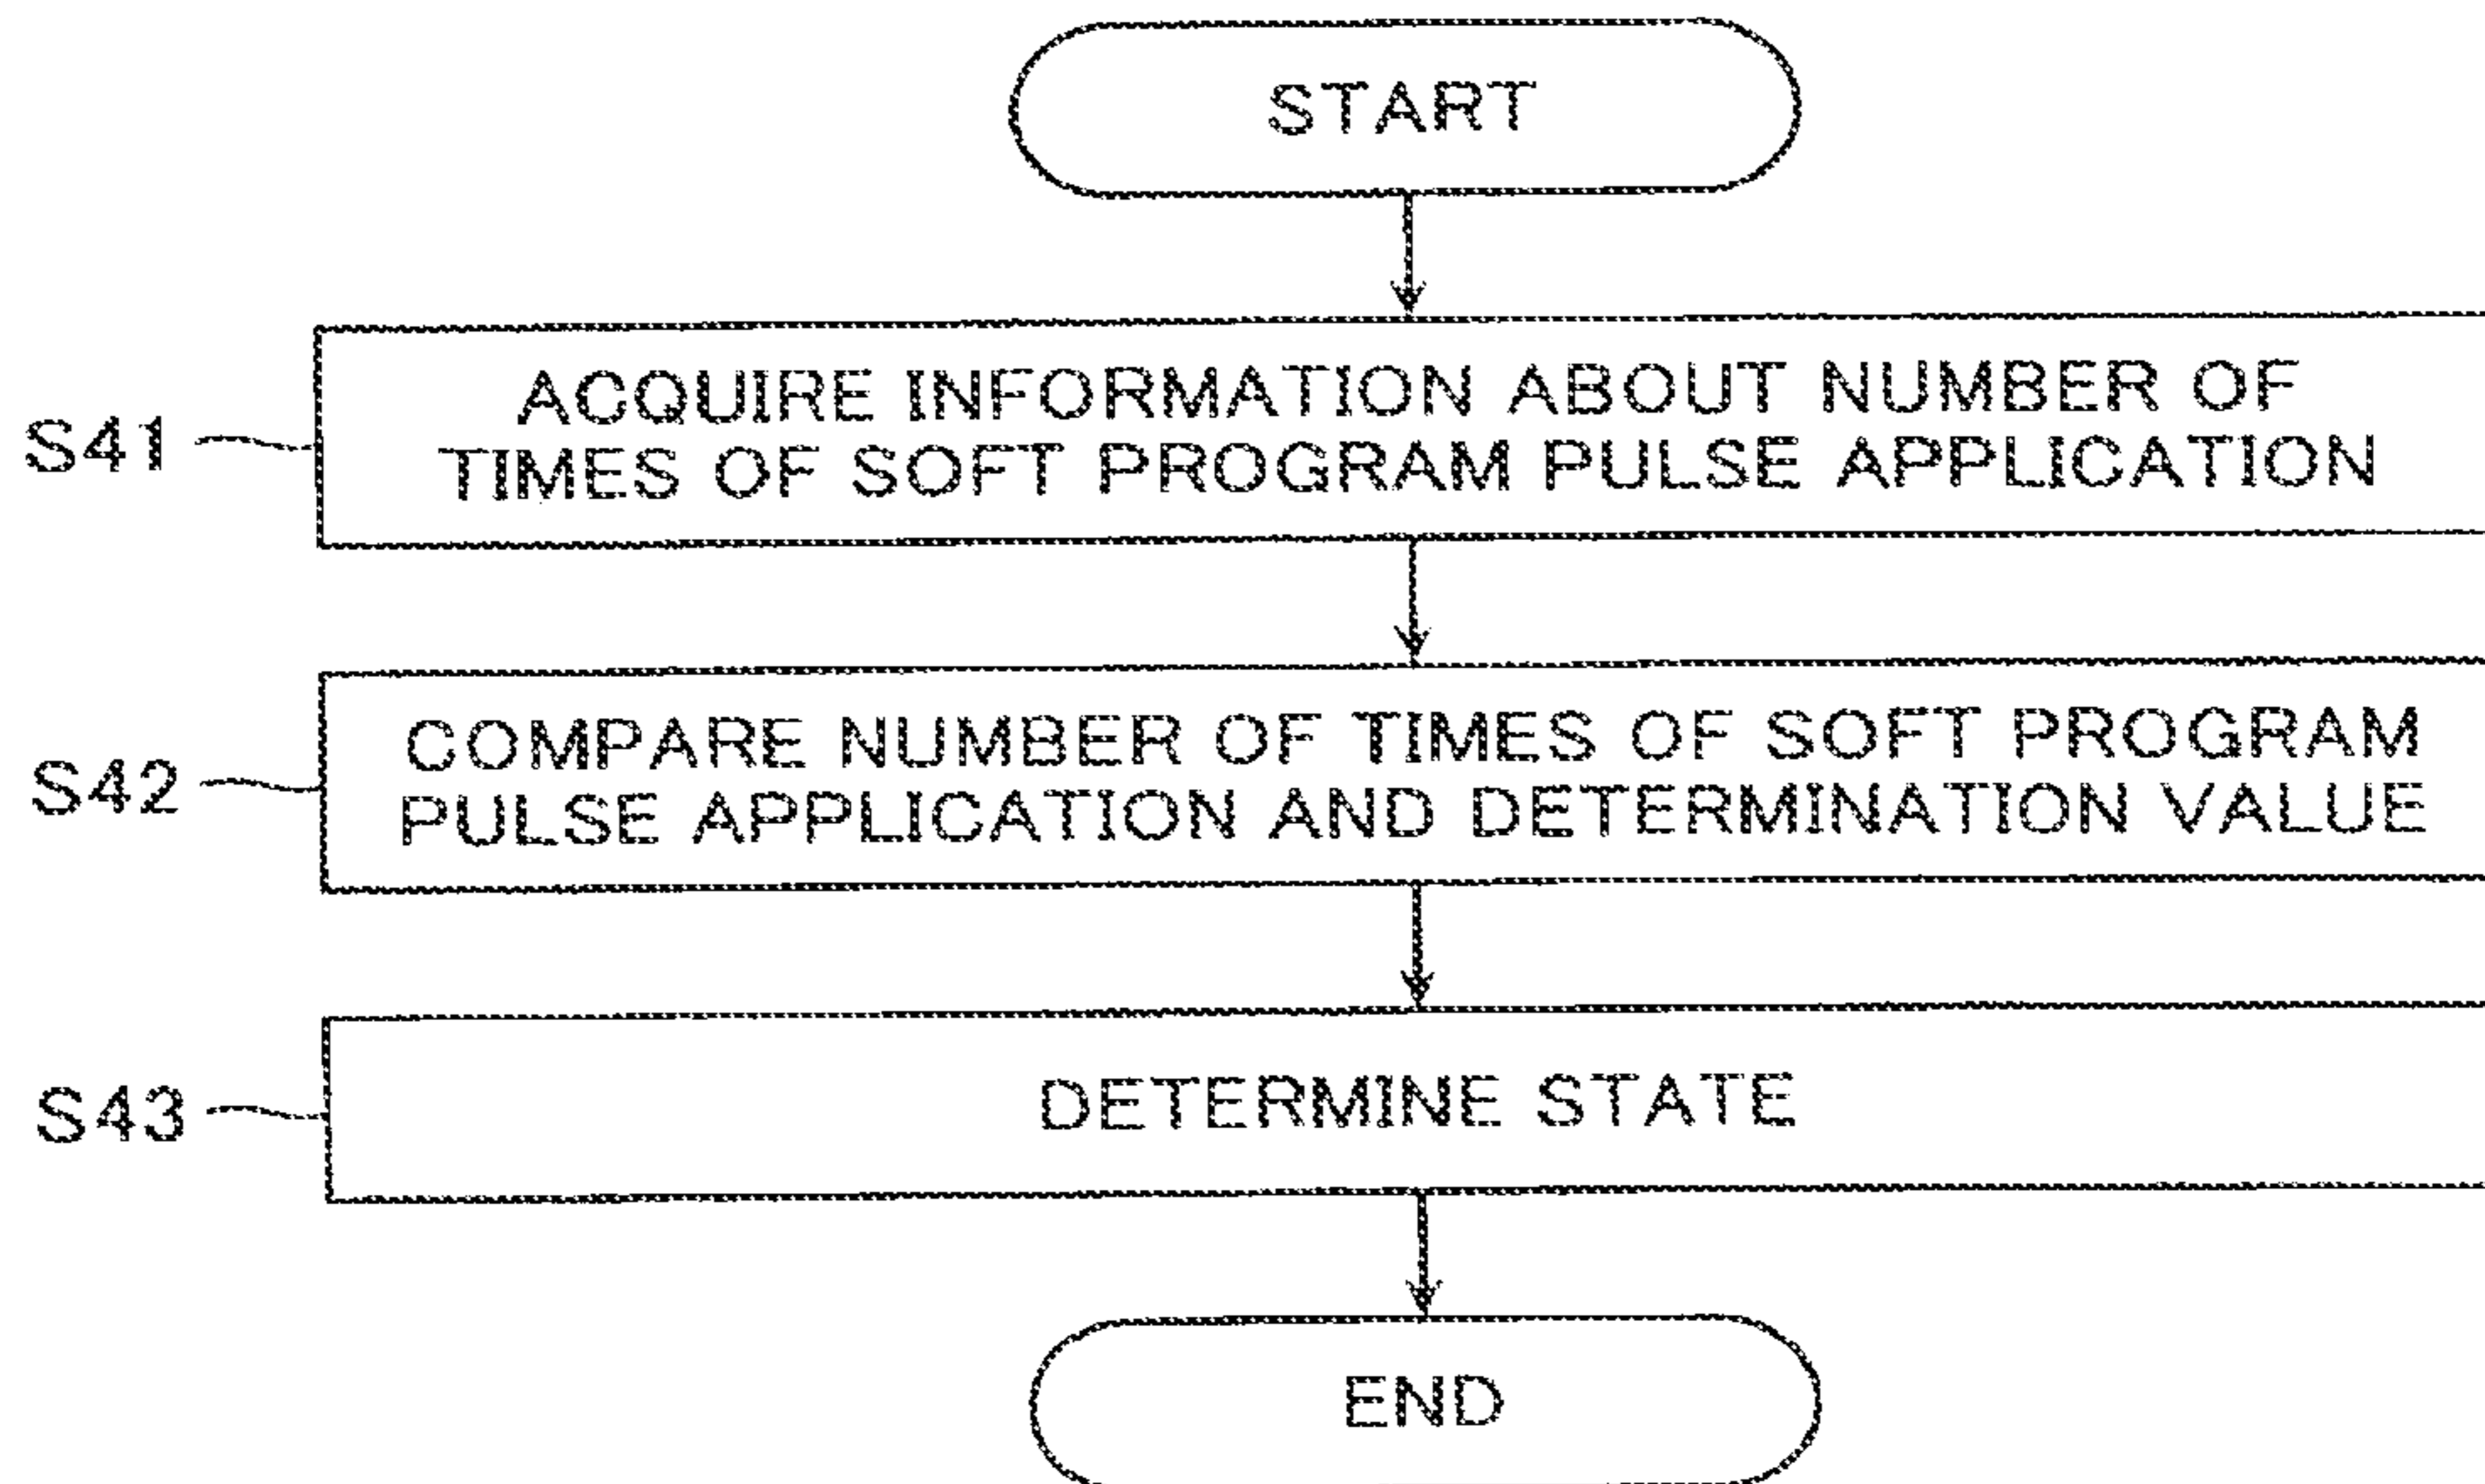 START
S41
ACQUIRE INFORMATION ABOUT NUMBER OF
TIMES OF SOFT PROGRAM PULSE APPLICATION
S42
COMPARE NUMBER OF TIMES OF SOFT PROGRAM
PULSE APPLICATION AND DETERMINATION VALUE
S43
DETERMINE STATE
END